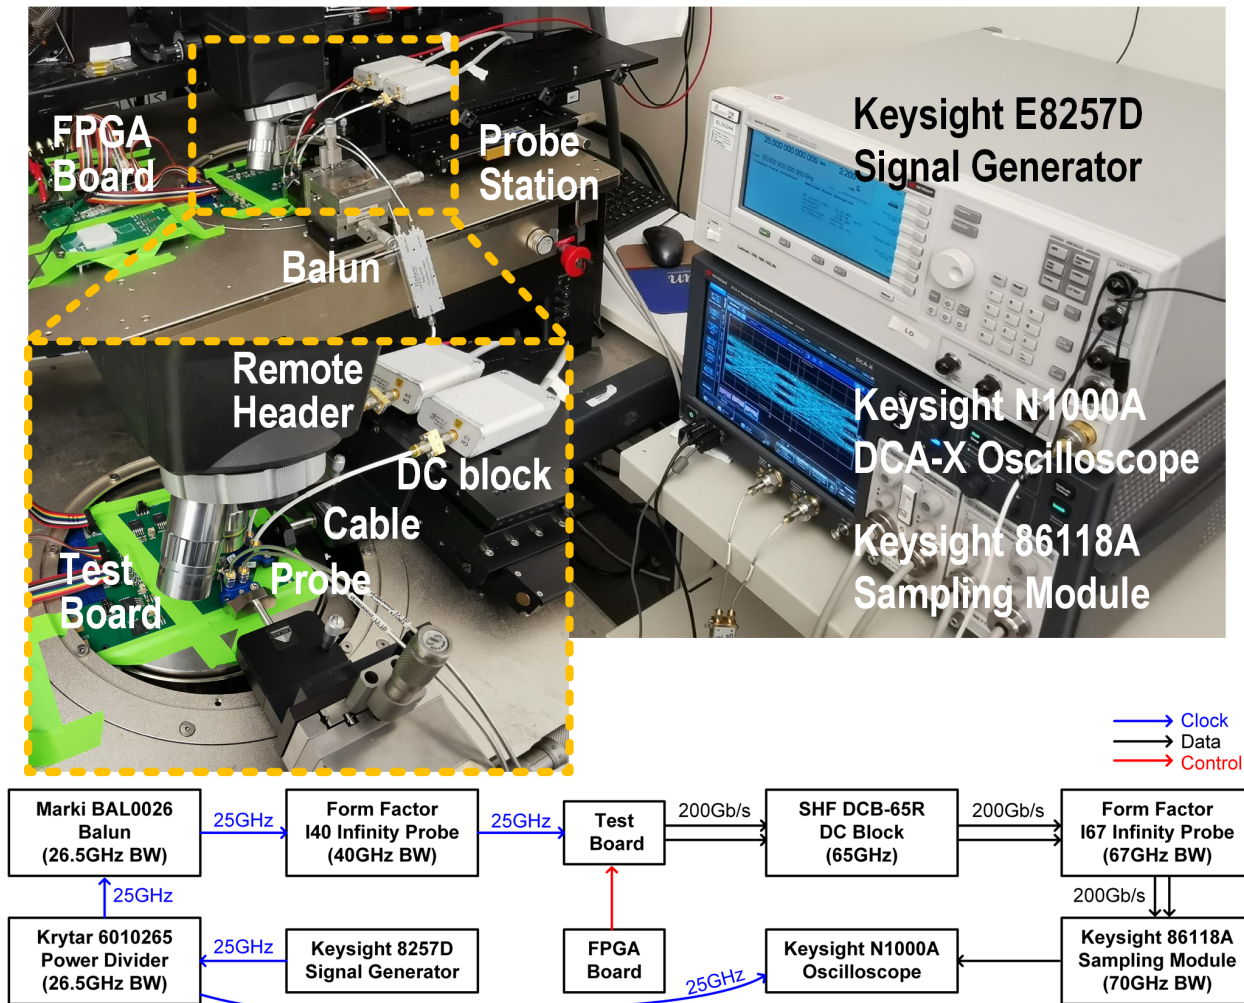 FPGA
Board
Probe
Station
Balun
Keysight E8257D
Signal Generator
Remote
Header
DC block
Cable
Probe
Test
Board
Keysight N1000A
DCA-X Oscilloscope
Keysight 86118A
Sampling Module
DCA-X
LO
Clock
Data
Control
Marki BAL0026
Balun
(26.5GHz BW)
25GHz
Form Factor
I40 Infinity Probe
(40GHz BW)
25GHz
Test
Board
200Gb/s
SHF DCB-65R
DC Block
(65GHz)
200Gb/s
Form Factor
I67 Infinity Probe
(67GHz BW)
25GHz
200Gb/s
Krytar 6010265
Power Divider
(26.5GHz BW)
25GHz
Keysight 8257D
Signal Generator
FPGA
Board
25GHz
Keysight N1000A
Oscilloscope
Keysight 86118A
Sampling Module
(70GHz BW)